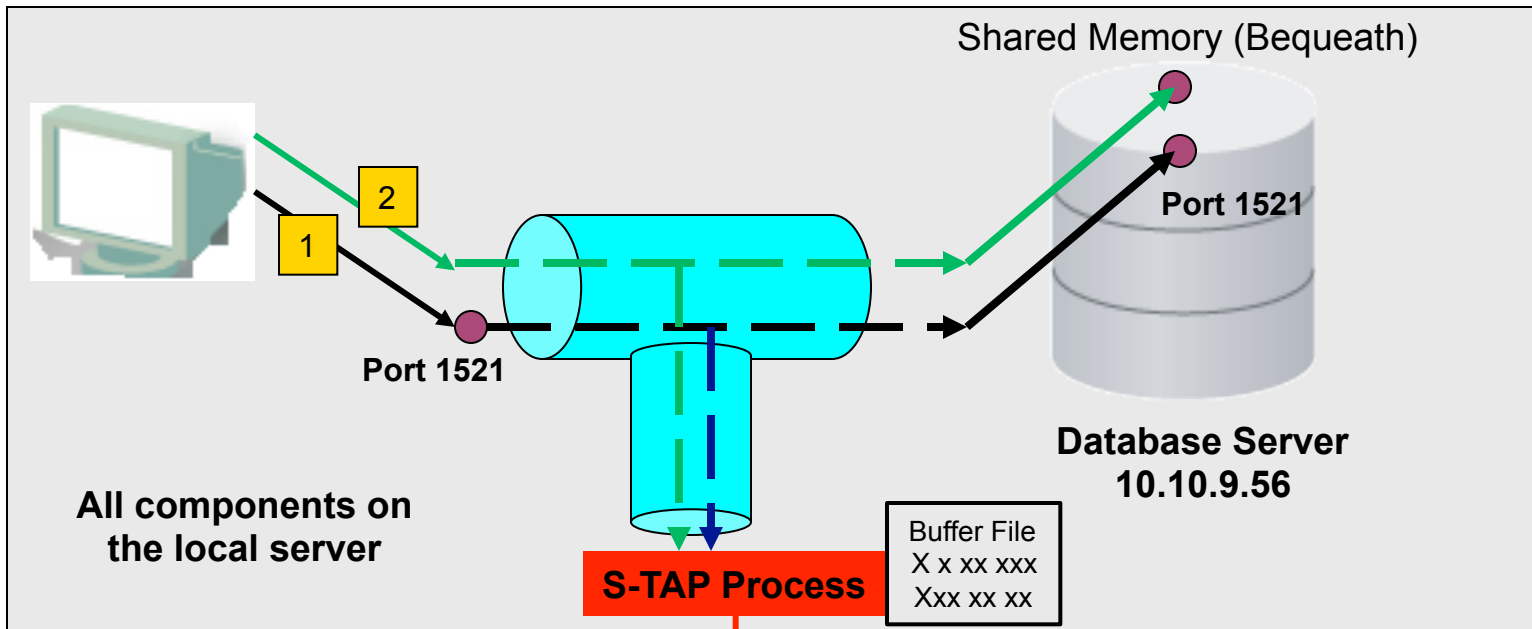 Shared Memory (Bequeath)
2
1
Port 1521
Port 1521
Database Server
10.10.9.56
All components on
the local server
Buffer File
X x xx xxx
Xxx xx xx
S-TAP Process